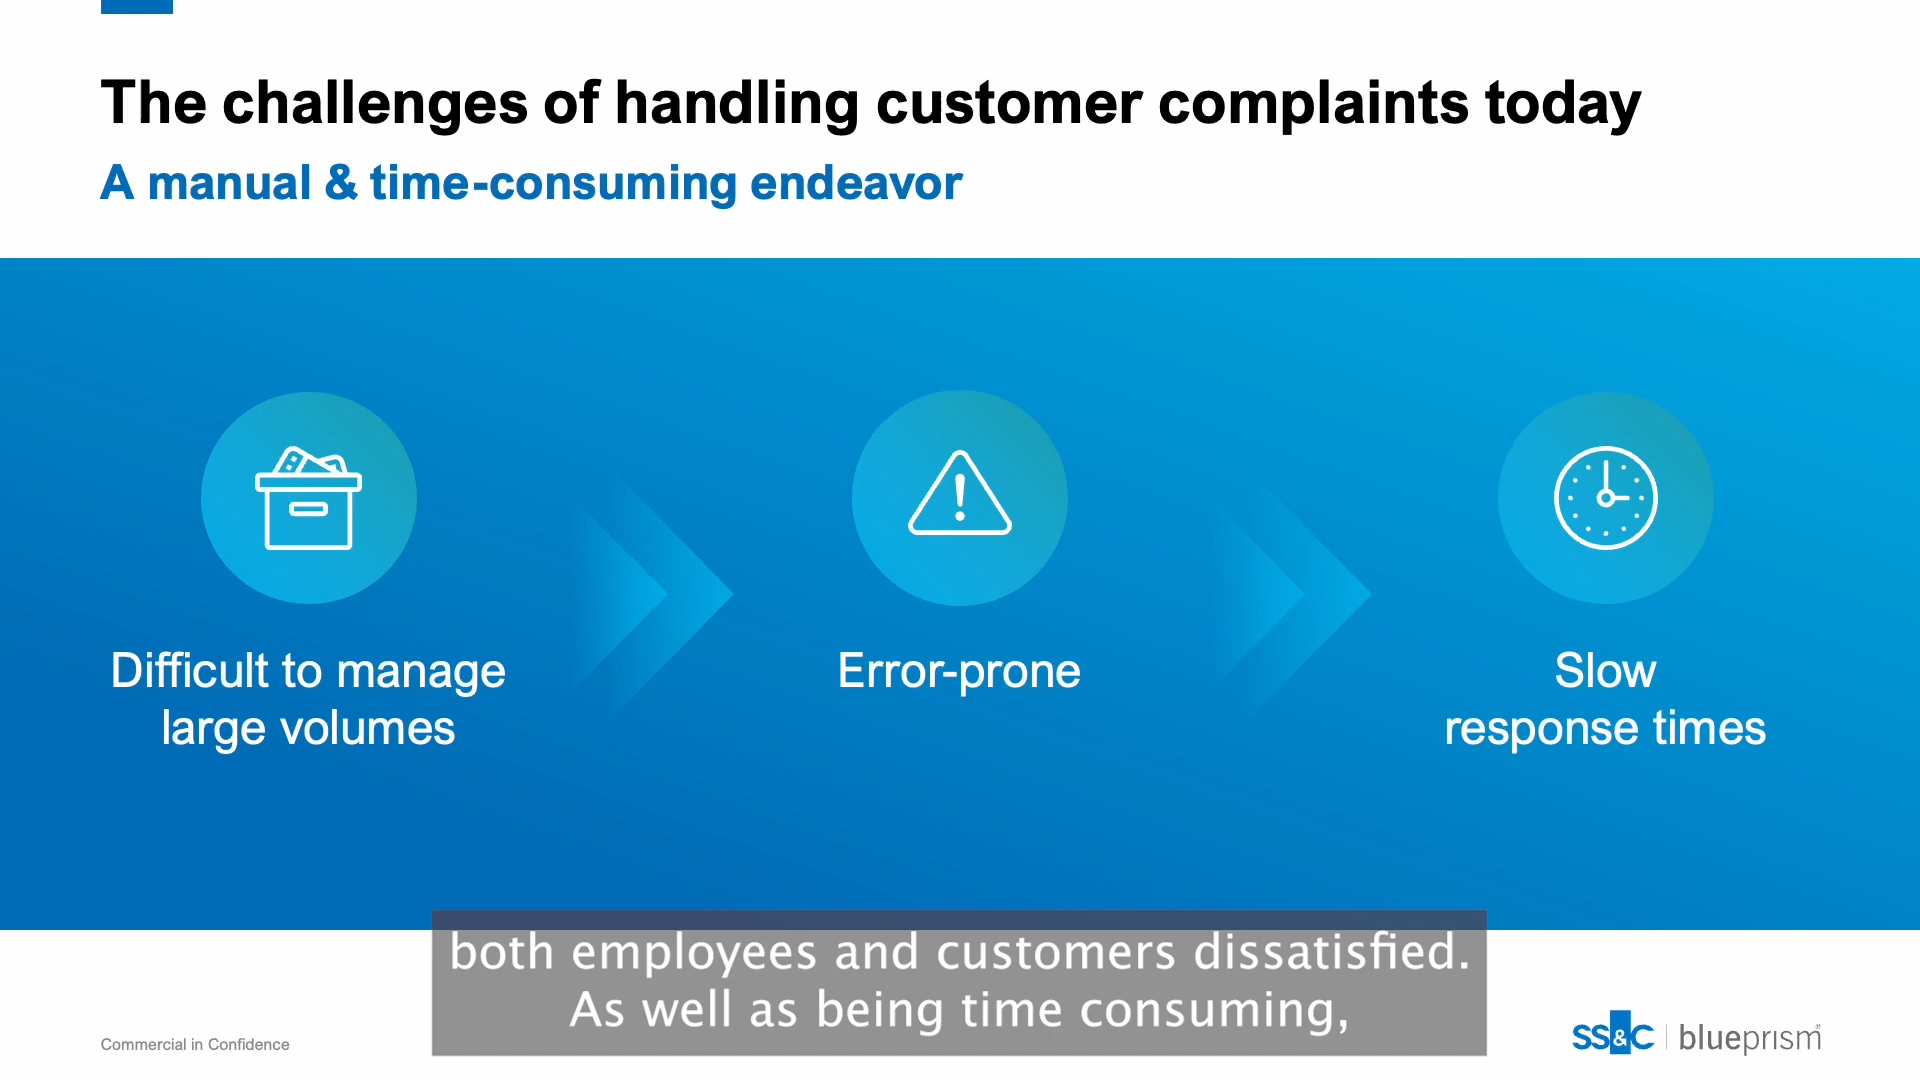 The challenges of handling customer complaints today
A manual & time-consuming endeavor
Difficult to manage
large volumes
Error-prone
Slow
response times
both employees and customers dissatisfied.
As well as being time consuming,
Commercial in Confidence
SS&C | blueprism®